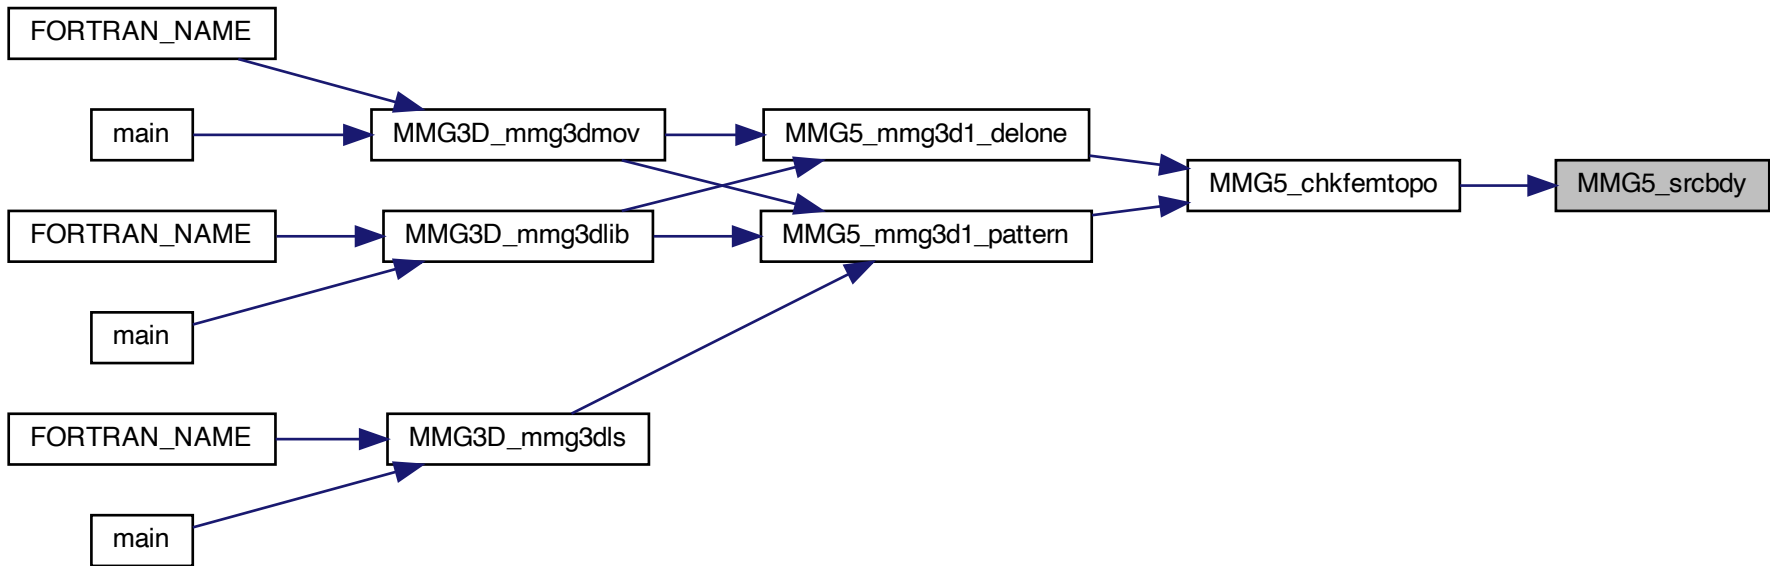 FORTRAN_NAME
main
MMG3D_mmg3dmov
MMG5_mmg3d1_delone
MMG5_chkfemtopo
MMG5_srcbdy
FORTRAN_NAME
MMG3D_mmg3dlib
MMG5_mmg3d1_pattern
main
FORTRAN_NAME
MMG3D_mmg3dls
main